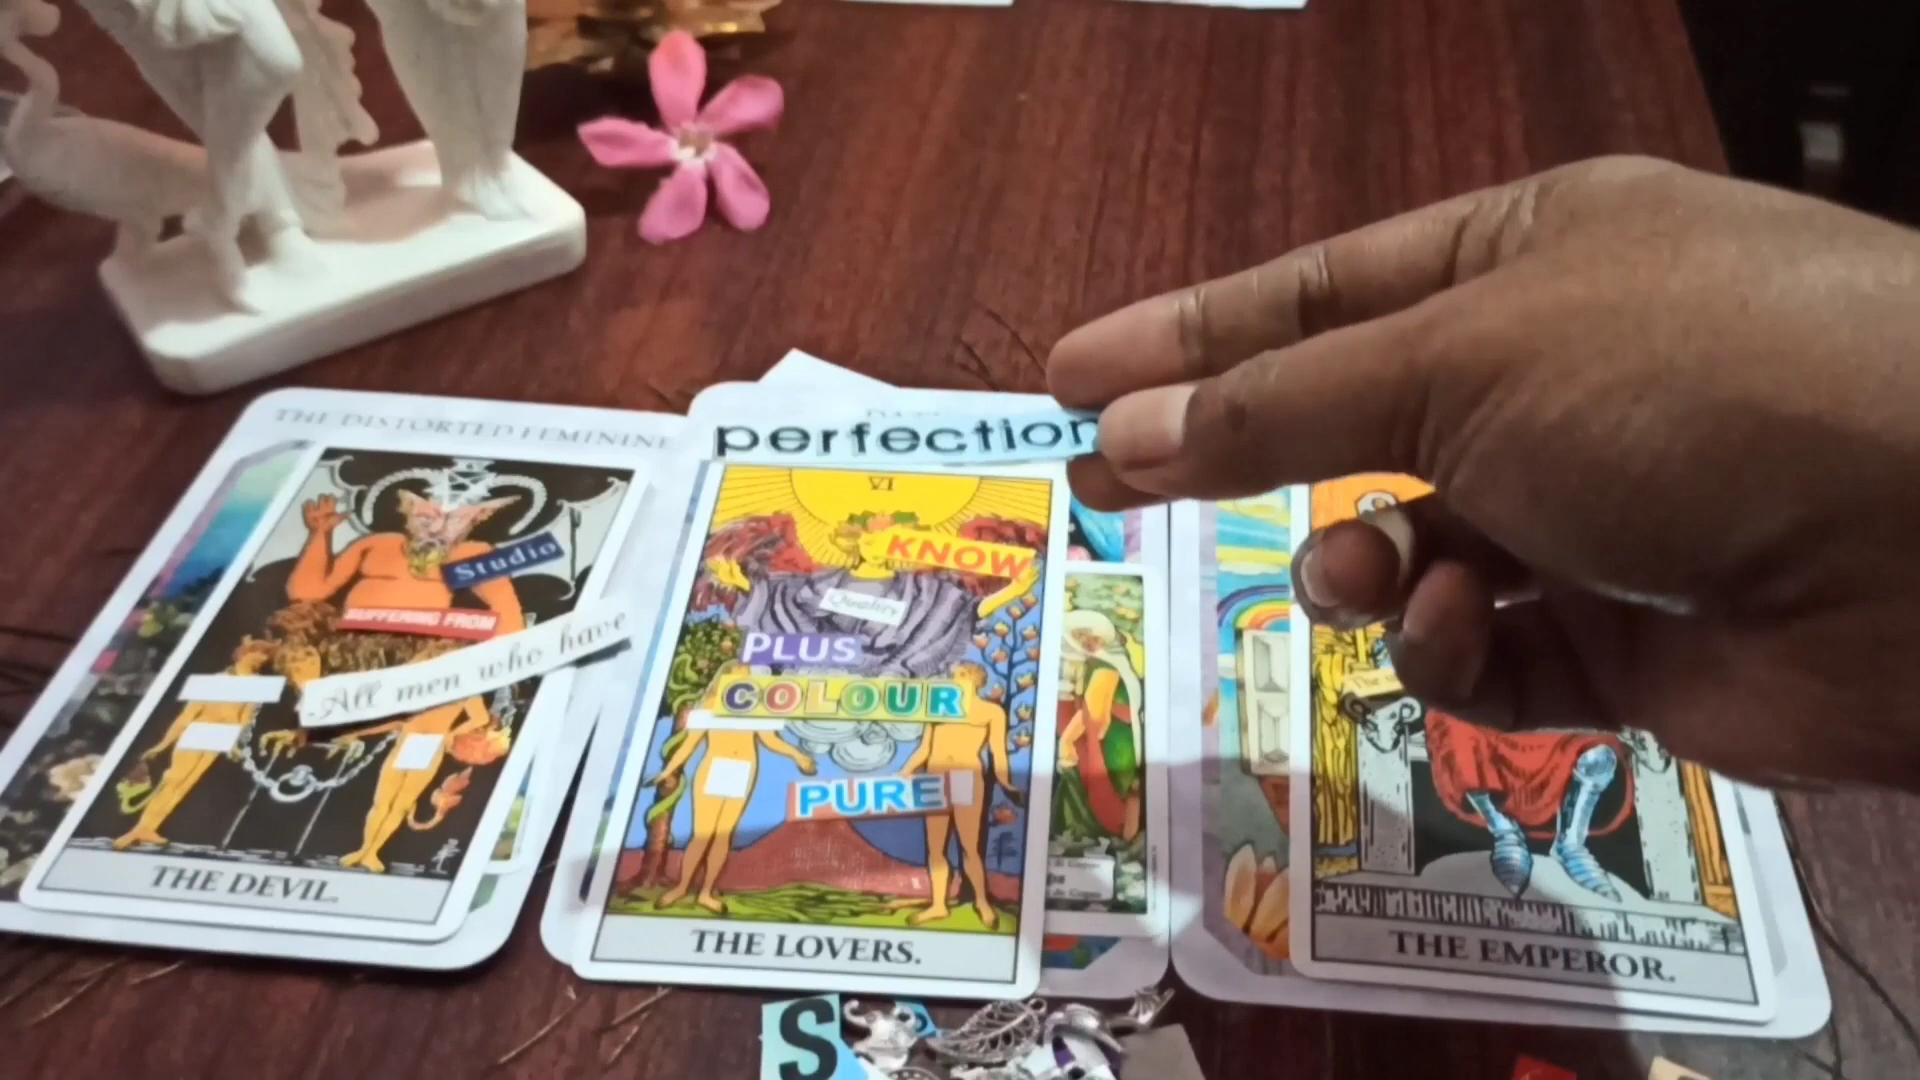 THE DISTORTED FEMININE
Studio
SUFFERING FROM
All men who have
THE DEVIL.
perfection
VI
KNOW
Quality
PLUS
COLOUR
PURE
THE LOVERS.
The
THE EMPEROR.
S